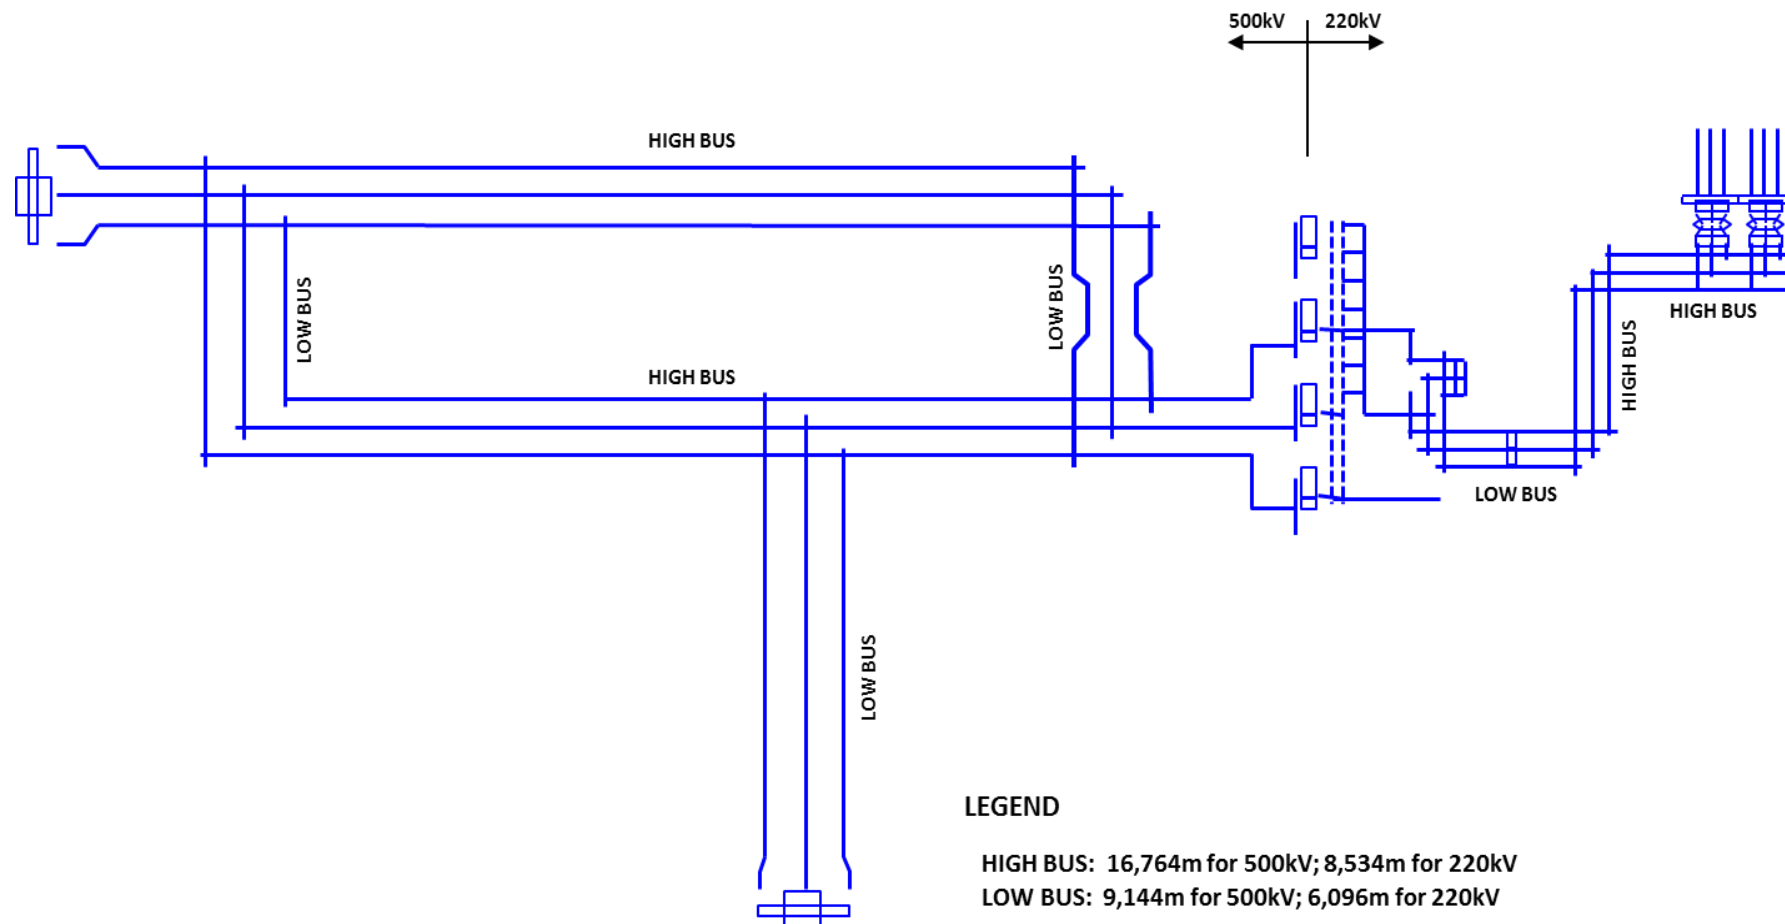 500kV 220kV
HIGH BUS
LOW BUS
LOW BUS
HIGH BUS
HIGH BUS
HIGH BUS
LOW BUS
LOW BUS
LEGEND
HIGH BUS: 16,764m for 500kV; 8,534m for 220kV
LOW BUS: 9,144m for 500kV; 6,096m for 220kV